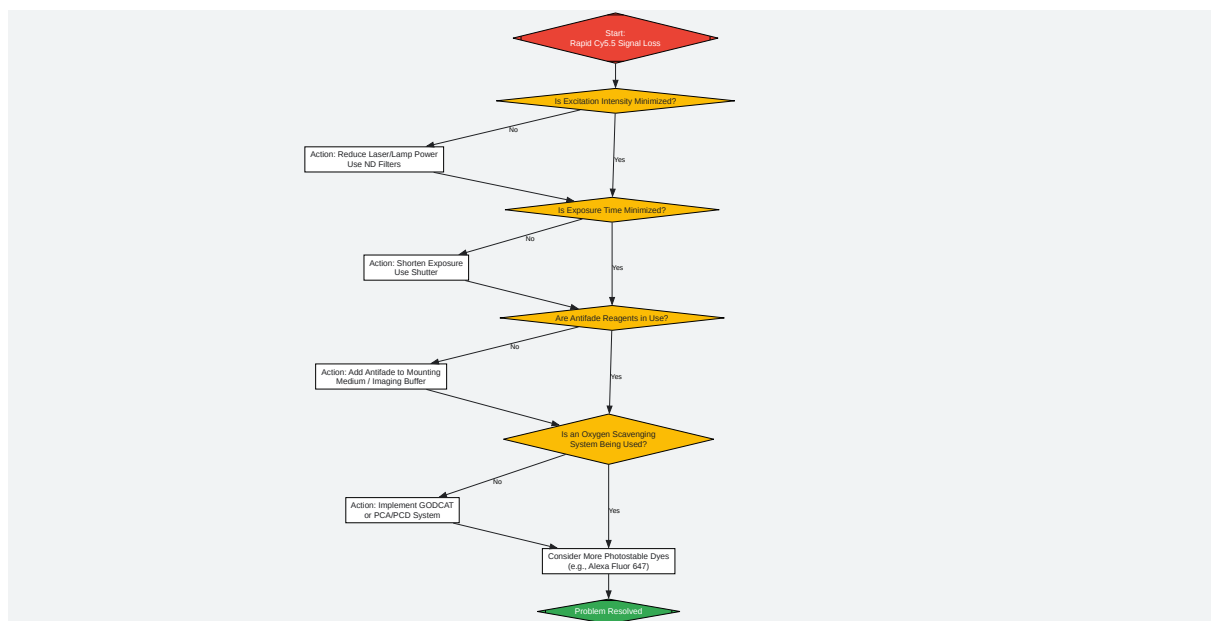 Start:
Rapid Cy5.5 Signal Loss
Is Excitation Intensity Minimized?
No
Action: Reduce Laser/Lamp Power
Use ND Filters
Yes
Is Exposure Time Minimized?
No
Action: Shorten Exposure
Use Shutter
Yes
Are Antifade Reagents in Use?
No
Action: Add Antifade to Mounting
Medium / Imaging Buffer
Yes
Is an Oxygen Scavenging
System Being Used?
No
Action: Implement GODCAT
or PCA/PCD System
Yes
Consider More Photostable Dyes
(e.g., Alexa Fluor 647)
Problem Resolved